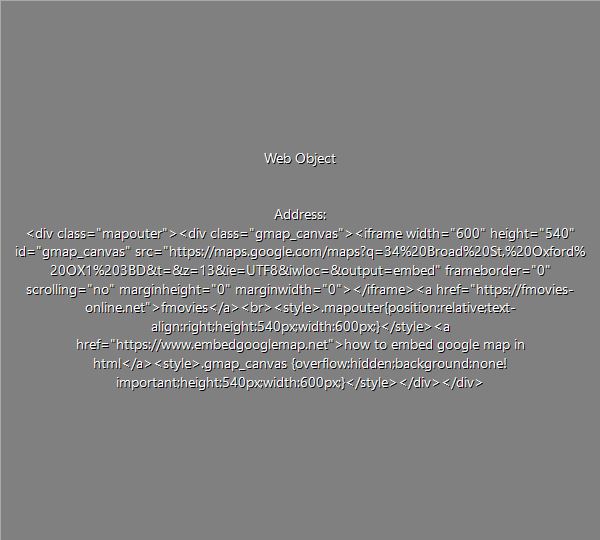 Web Object
Address:
<div class="mapouter"><div class="gmap_canvas"><iframe width="600" height="540"
id="gmap_canvas" src="https://maps.google.com/maps?q=34%20Broad%20St,%20Oxford%
20OX1%203BD&t=&z=13&ie=UTF8&iwloc=&output=embed" frameborder="0"
scrolling="no" marginheight="0" marginwidth="0"></iframe><a href="https://fmovies-
online.net">fmovies</a><br><style>.mapouter{position:relative;text-
align:right;height:540px;width:600px;}</style><a
href="https://www.embedgooglemap.net">how to embed google map in
html</a><style>.gmap_canvas {overflow:hidden;background:none!
important;height:540px;width:600px;}</style></div></div>